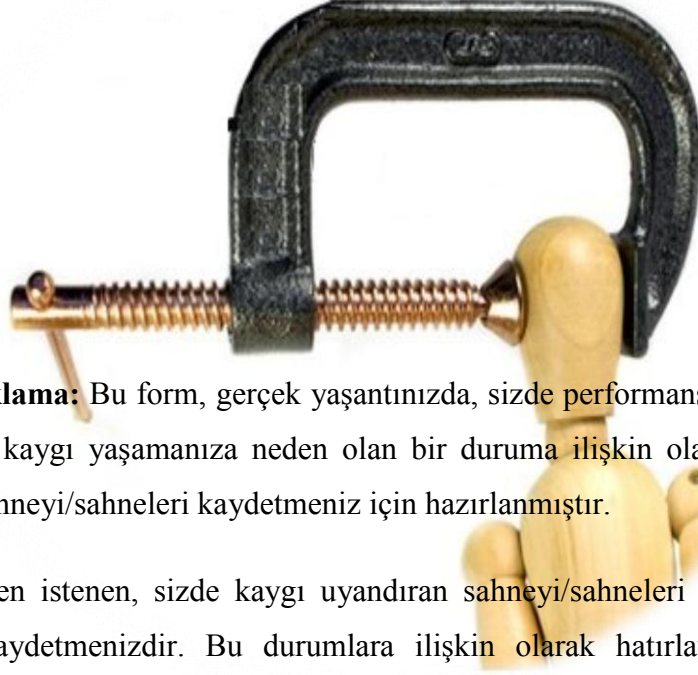 klama: Bu form, gerçek yaşantınızda, sizde performans
kaygı yaşamanıza neden olan bir duruma ilişkin ola
hneyi/sahneleri kaydetmeniz için hazırlanmıştır.
en istenen, sizde kaygı uyandıran sahneyi/sahneleri
aydetmenizdir. Bu durumlara ilişkin olarak hatırla